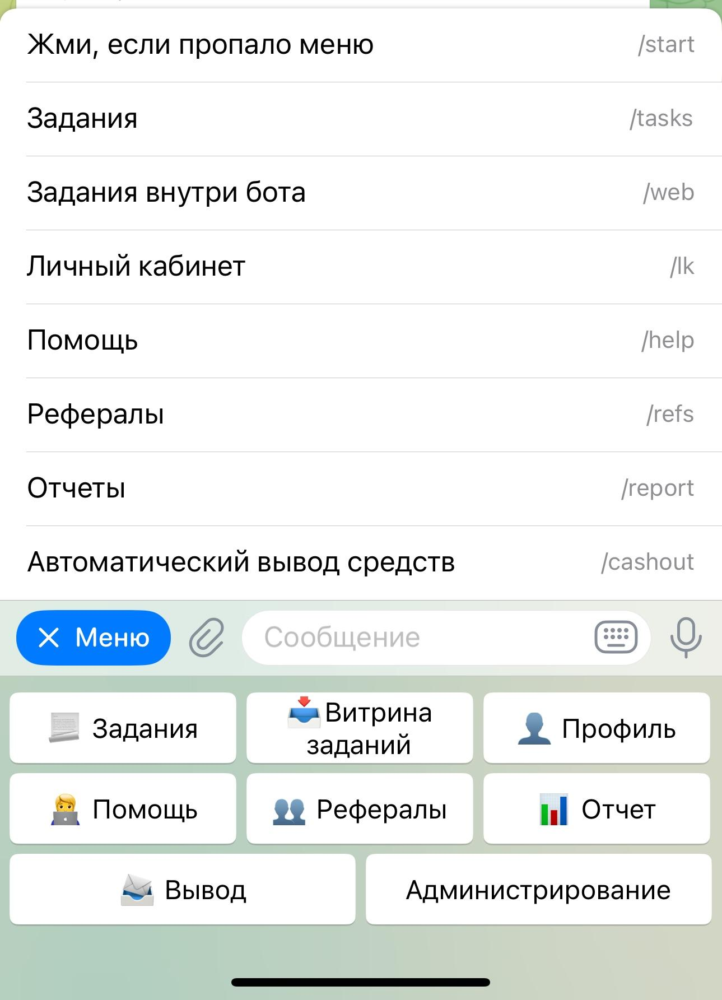 Жми, если пропало меню /start
Задания /tasks
Задания внутри бота /web
Личный кабинет /lk
Помощь /help
Рефералы /refs
Отчеты /report
Автоматический вывод средств /cashout
Меню Сообщение
Задания
Витрина
заданий
Профиль
Помощь
Рефералы
Отчет
Вывод
Администрирование